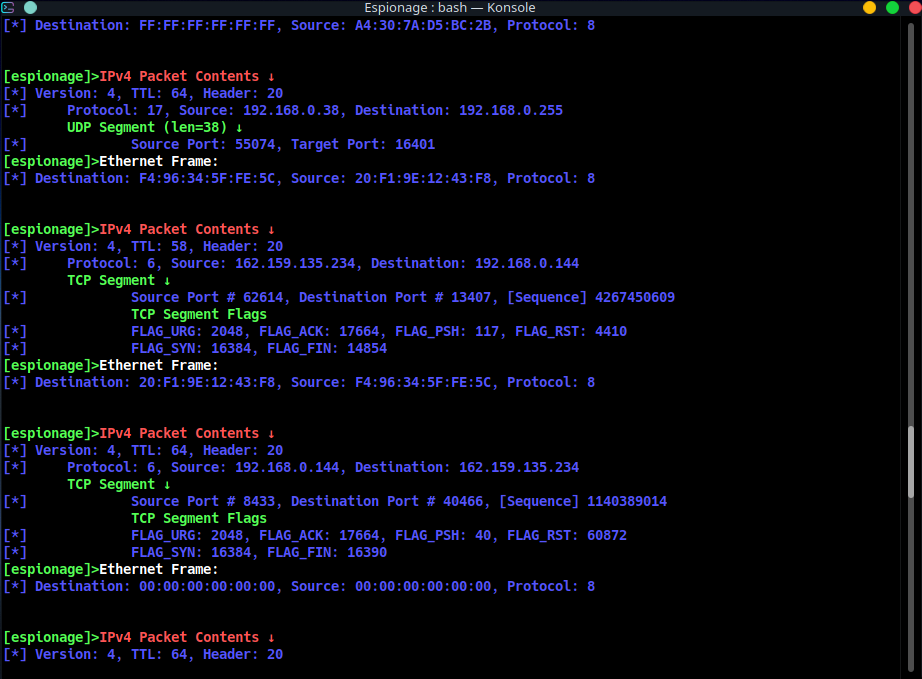 Espionage : bash — Konsole
[*] Destination: FF:FF:FF:FF:FF:FF, Source: A4:30:7A:D5:BC:2B, Protocol: 8
[espionage]>IPv4 Packet Contents ↓
[*] Version: 4, TTL: 64, Header: 20
[*] Protocol: 17, Source: 192.168.0.38, Destination: 192.168.0.255
UDP Segment (len=38) ↓
[*] Source Port: 55074, Target Port: 16401
[espionage]>Ethernet Frame:
[*] Destination: F4:96:34:5F:FE:5C, Source: 20:F1:9E:12:43:F8, Protocol: 8
[espionage]>IPv4 Packet Contents ↓
[*] Version: 4, TTL: 58, Header: 20
[*] Protocol: 6, Source: 162.159.135.234, Destination: 192.168.0.144
TCP Segment ↓
[*] Source Port # 62614, Destination Port # 13407, [Sequence] 4267450609
TCP Segment Flags
[*] FLAG_URG: 2048, FLAG_ACK: 17664, FLAG_PSH: 117, FLAG_RST: 4410
[*] FLAG_SYN: 16384, FLAG_FIN: 14854
[espionage]>Ethernet Frame:
[*] Destination: 20:F1:9E:12:43:F8, Source: F4:96:34:5F:FE:5C, Protocol: 8
[espionage]>IPv4 Packet Contents ↓
[*] Version: 4, TTL: 64, Header: 20
[*] Protocol: 6, Source: 192.168.0.144, Destination: 162.159.135.234
TCP Segment ↓
[*] Source Port # 8433, Destination Port # 40466, [Sequence] 1140389014
TCP Segment Flags
[*] FLAG_URG: 2048, FLAG_ACK: 17664, FLAG_PSH: 40, FLAG_RST: 60872
[*] FLAG_SYN: 16384, FLAG_FIN: 16390
[espionage]>Ethernet Frame:
[*] Destination: 00:00:00:00:00:00, Source: 00:00:00:00:00:00, Protocol: 8
[espionage]>IPv4 Packet Contents ↓
[*] Version: 4, TTL: 64, Header: 20